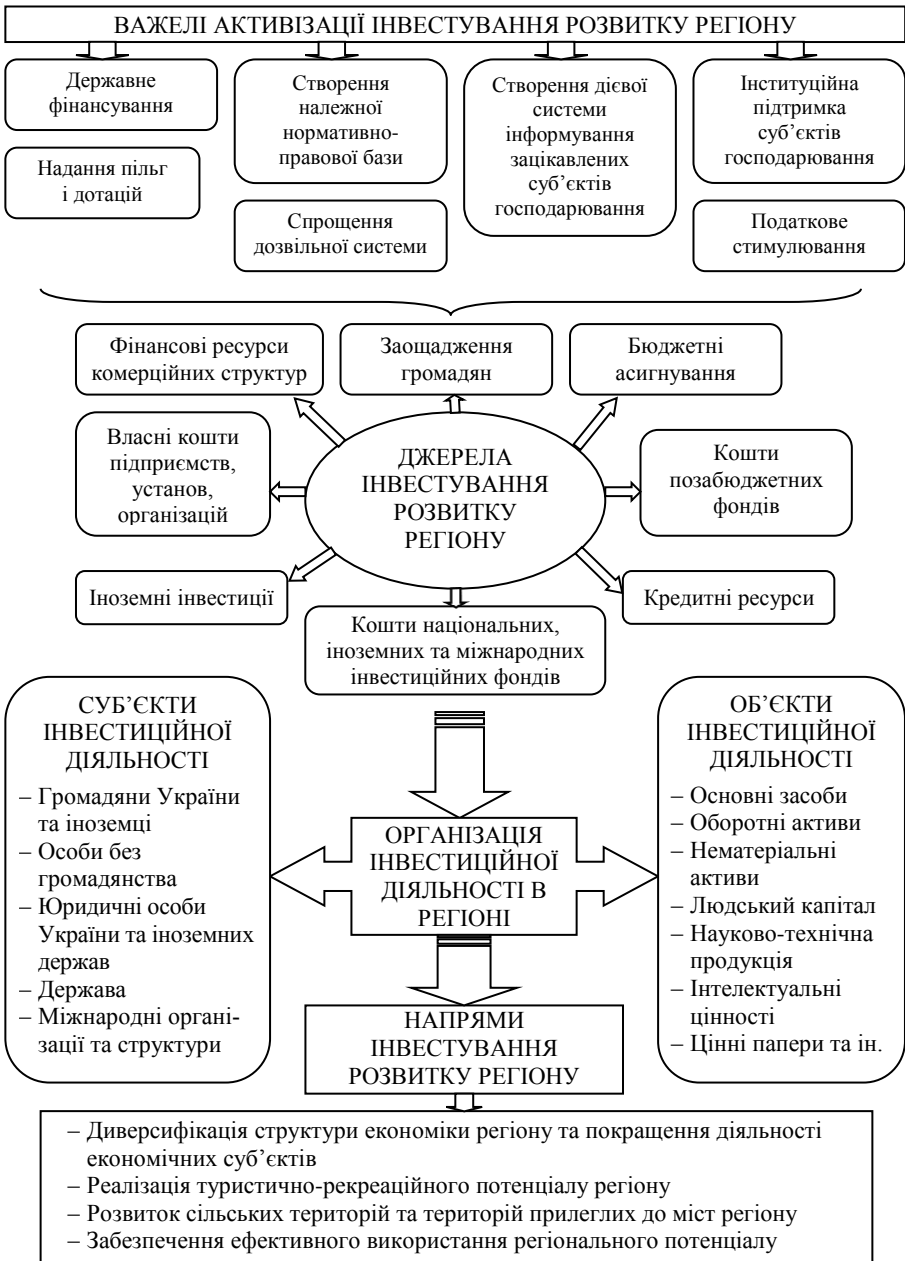 ВАЖЕЛІ АКТИВІЗАЦІЇ ІНВЕСТУВАННЯ РОЗВИТКУ РЕГІОНУ
Державне
фінансування
Надання пільг
і дотацій
Створення
належної
нормативно-
правової бази
Спрощення
дозвільної системи
Створення дієвої
системи
інформування
зацікавлених
суб’єктів
господарювання
Інституційна
підтримка
суб’єктів
господарювання
Податкове
стимулювання
Фінансові ресурси
комерційних структур
Заощадження
громадян
Бюджетні
асигнування
Власні кошти
підприємств,
установ,
організацій
ДЖЕРЕЛА
ІНВЕСТУВАННЯ
РОЗВИТКУ
РЕГІОНУ
Кошти
позабюджетних
фондів
Іноземні інвестиції
Кредитні ресурси
Кошти національних,
іноземних та міжнародних
інвестиційних фондів
СУБ’ЄКТИ
ІНВЕСТИЦІЙНОЇ
ДІЯЛЬНОСТІ
– Громадяни України
та іноземці
– Особи без
громадянства
– Юридичні особи
України та іноземних
держав
– Держава
– Міжнародні органі-
зації та структури
ОРГАНІЗАЦІЯ
ІНВЕСТИЦІЙНОЇ
ДІЯЛЬНОСТІ В
РЕГІОНІ
ОБ’ЄКТИ
ІНВЕСТИЦІЙНОЇ
ДІЯЛЬНОСТІ
– Основні засоби
– Оборотні активи
– Нематеріальні
активи
– Людський капітал
– Науково-технічна
продукція
– Інтелектуальні
цінності
– Цінні папери та ін.
НАПРЯМИ
ІНВЕСТУВАННЯ
РОЗВИТКУ РЕГІОНУ
– Диверсифікація структури економіки регіону та покращення діяльності
економічних суб’єктів
– Реалізація туристично-рекреаційного потенціалу регіону
– Розвиток сільських територій та територій прилеглих до міст регіону
– Забезпечення ефективного використання регіонального потенціалу